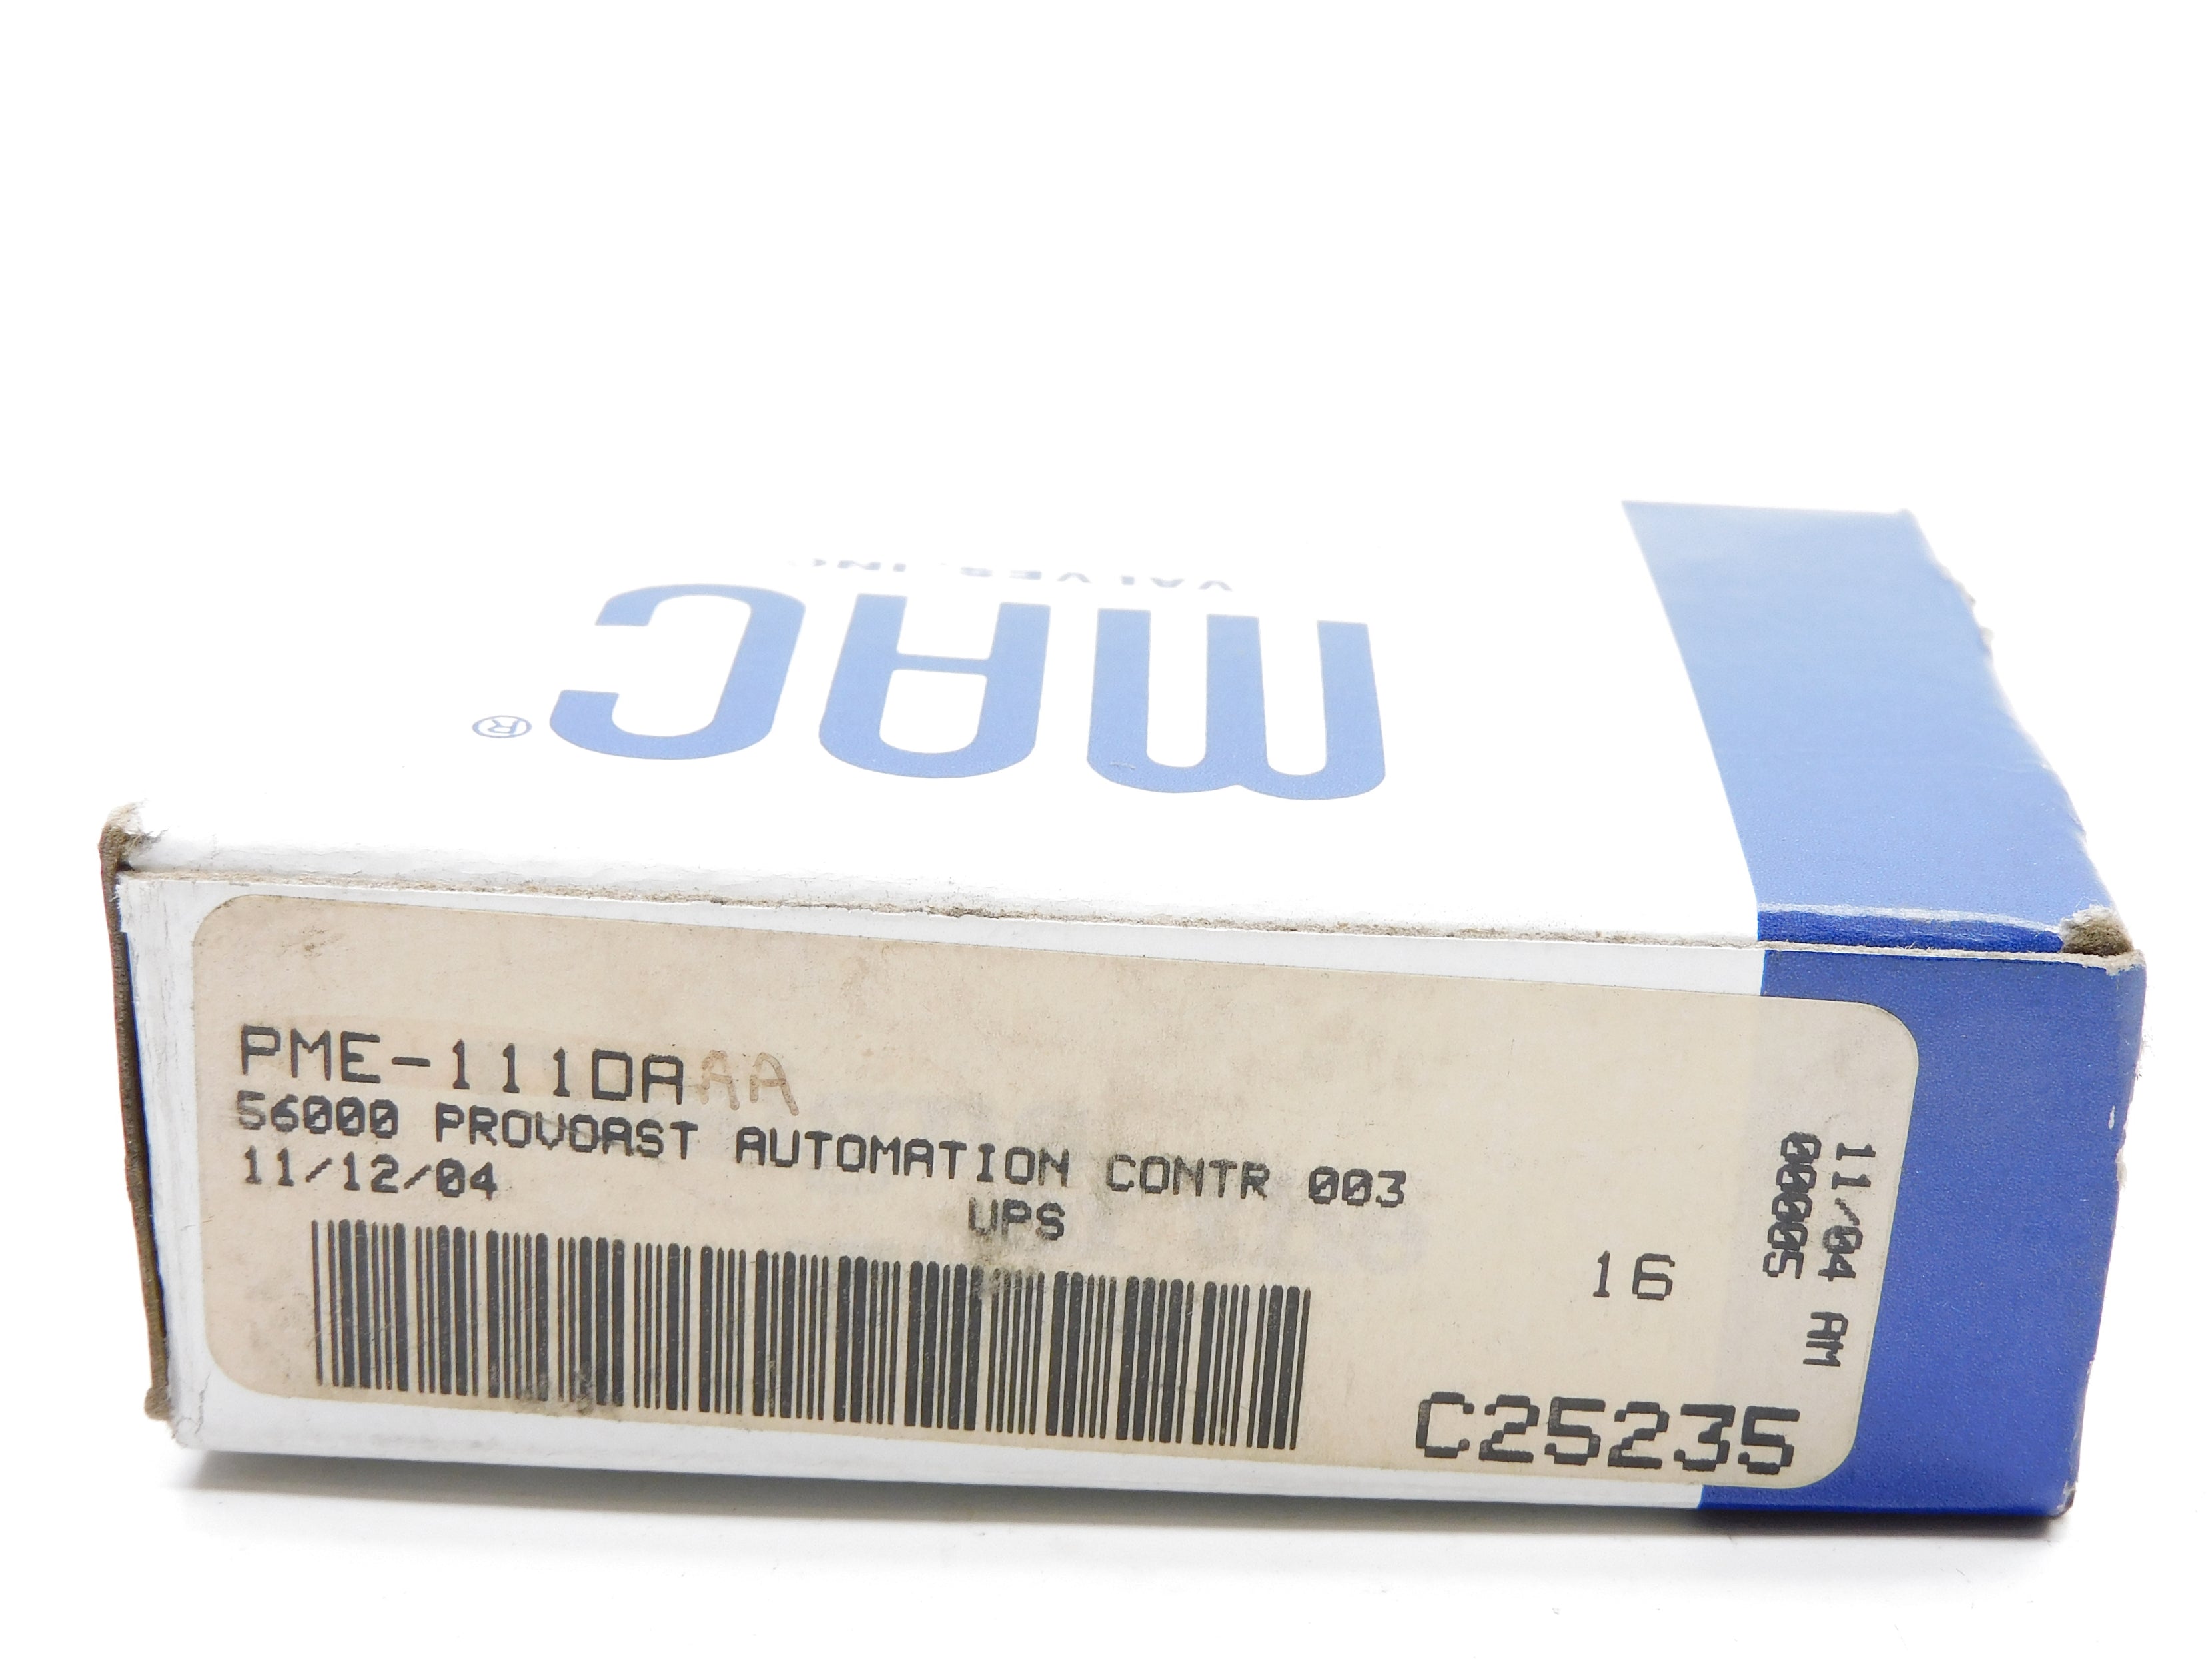 VALVES, INC
MAC®
PME-111DAAA
56000 PROVOAST AUTOMATION CONTR 003
11/12/04
UPS
16
11/04 AM
00005
C25235